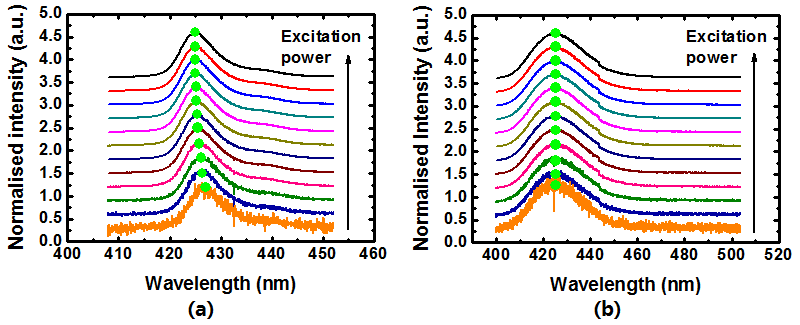 Normalised intensity (a.u.)
5.0
4.5
4.0
3.5
3.0
2.5
2.0
1.5
1.0
0.5
0.0
Excitation
power
400 410 420 430 440 450 460
Wavelength (nm)
(a)
Normalised intensity (a.u.)
5.0
4.5
4.0
3.5
3.0
2.5
2.0
1.5
1.0
0.5
0.0
Excitation
power
400 420 440 460 480 500 520
Wavelength (nm)
(b)